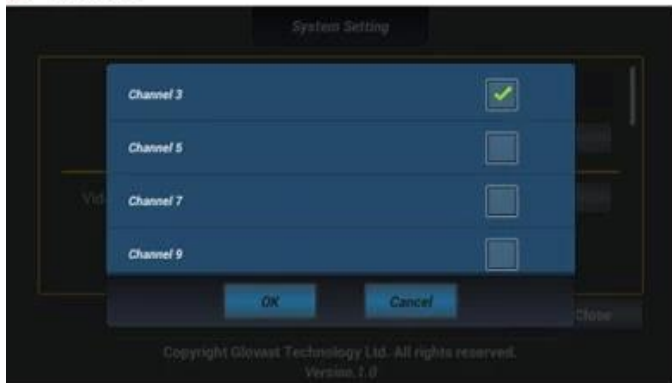 System Setting
Channel 3
Channel 5
Channel 7
Vid
Channel 9
OK
Cancel
Close
Copyright Glovast Technology Ltd. All rights reserved.
Version.1.0